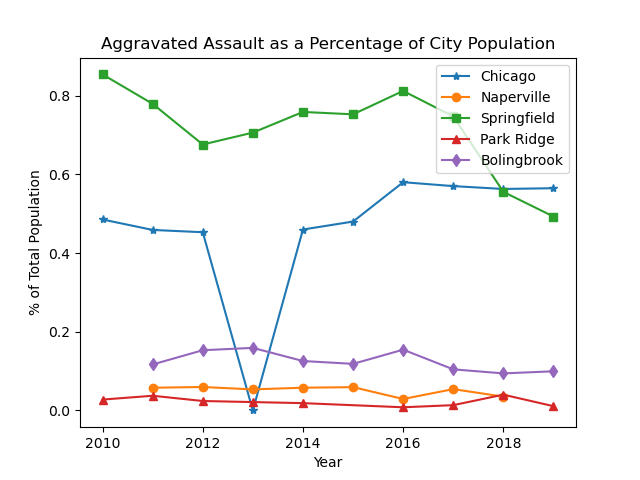 Aggravated Assault as a Percentage of City Population
% of Total Population
0.8
0.6
0.4
0.2
0.0
Chicago
Naperville
Springfield
Park Ridge
Bolingbrook
2010 2012 2014 2016 2018
Year